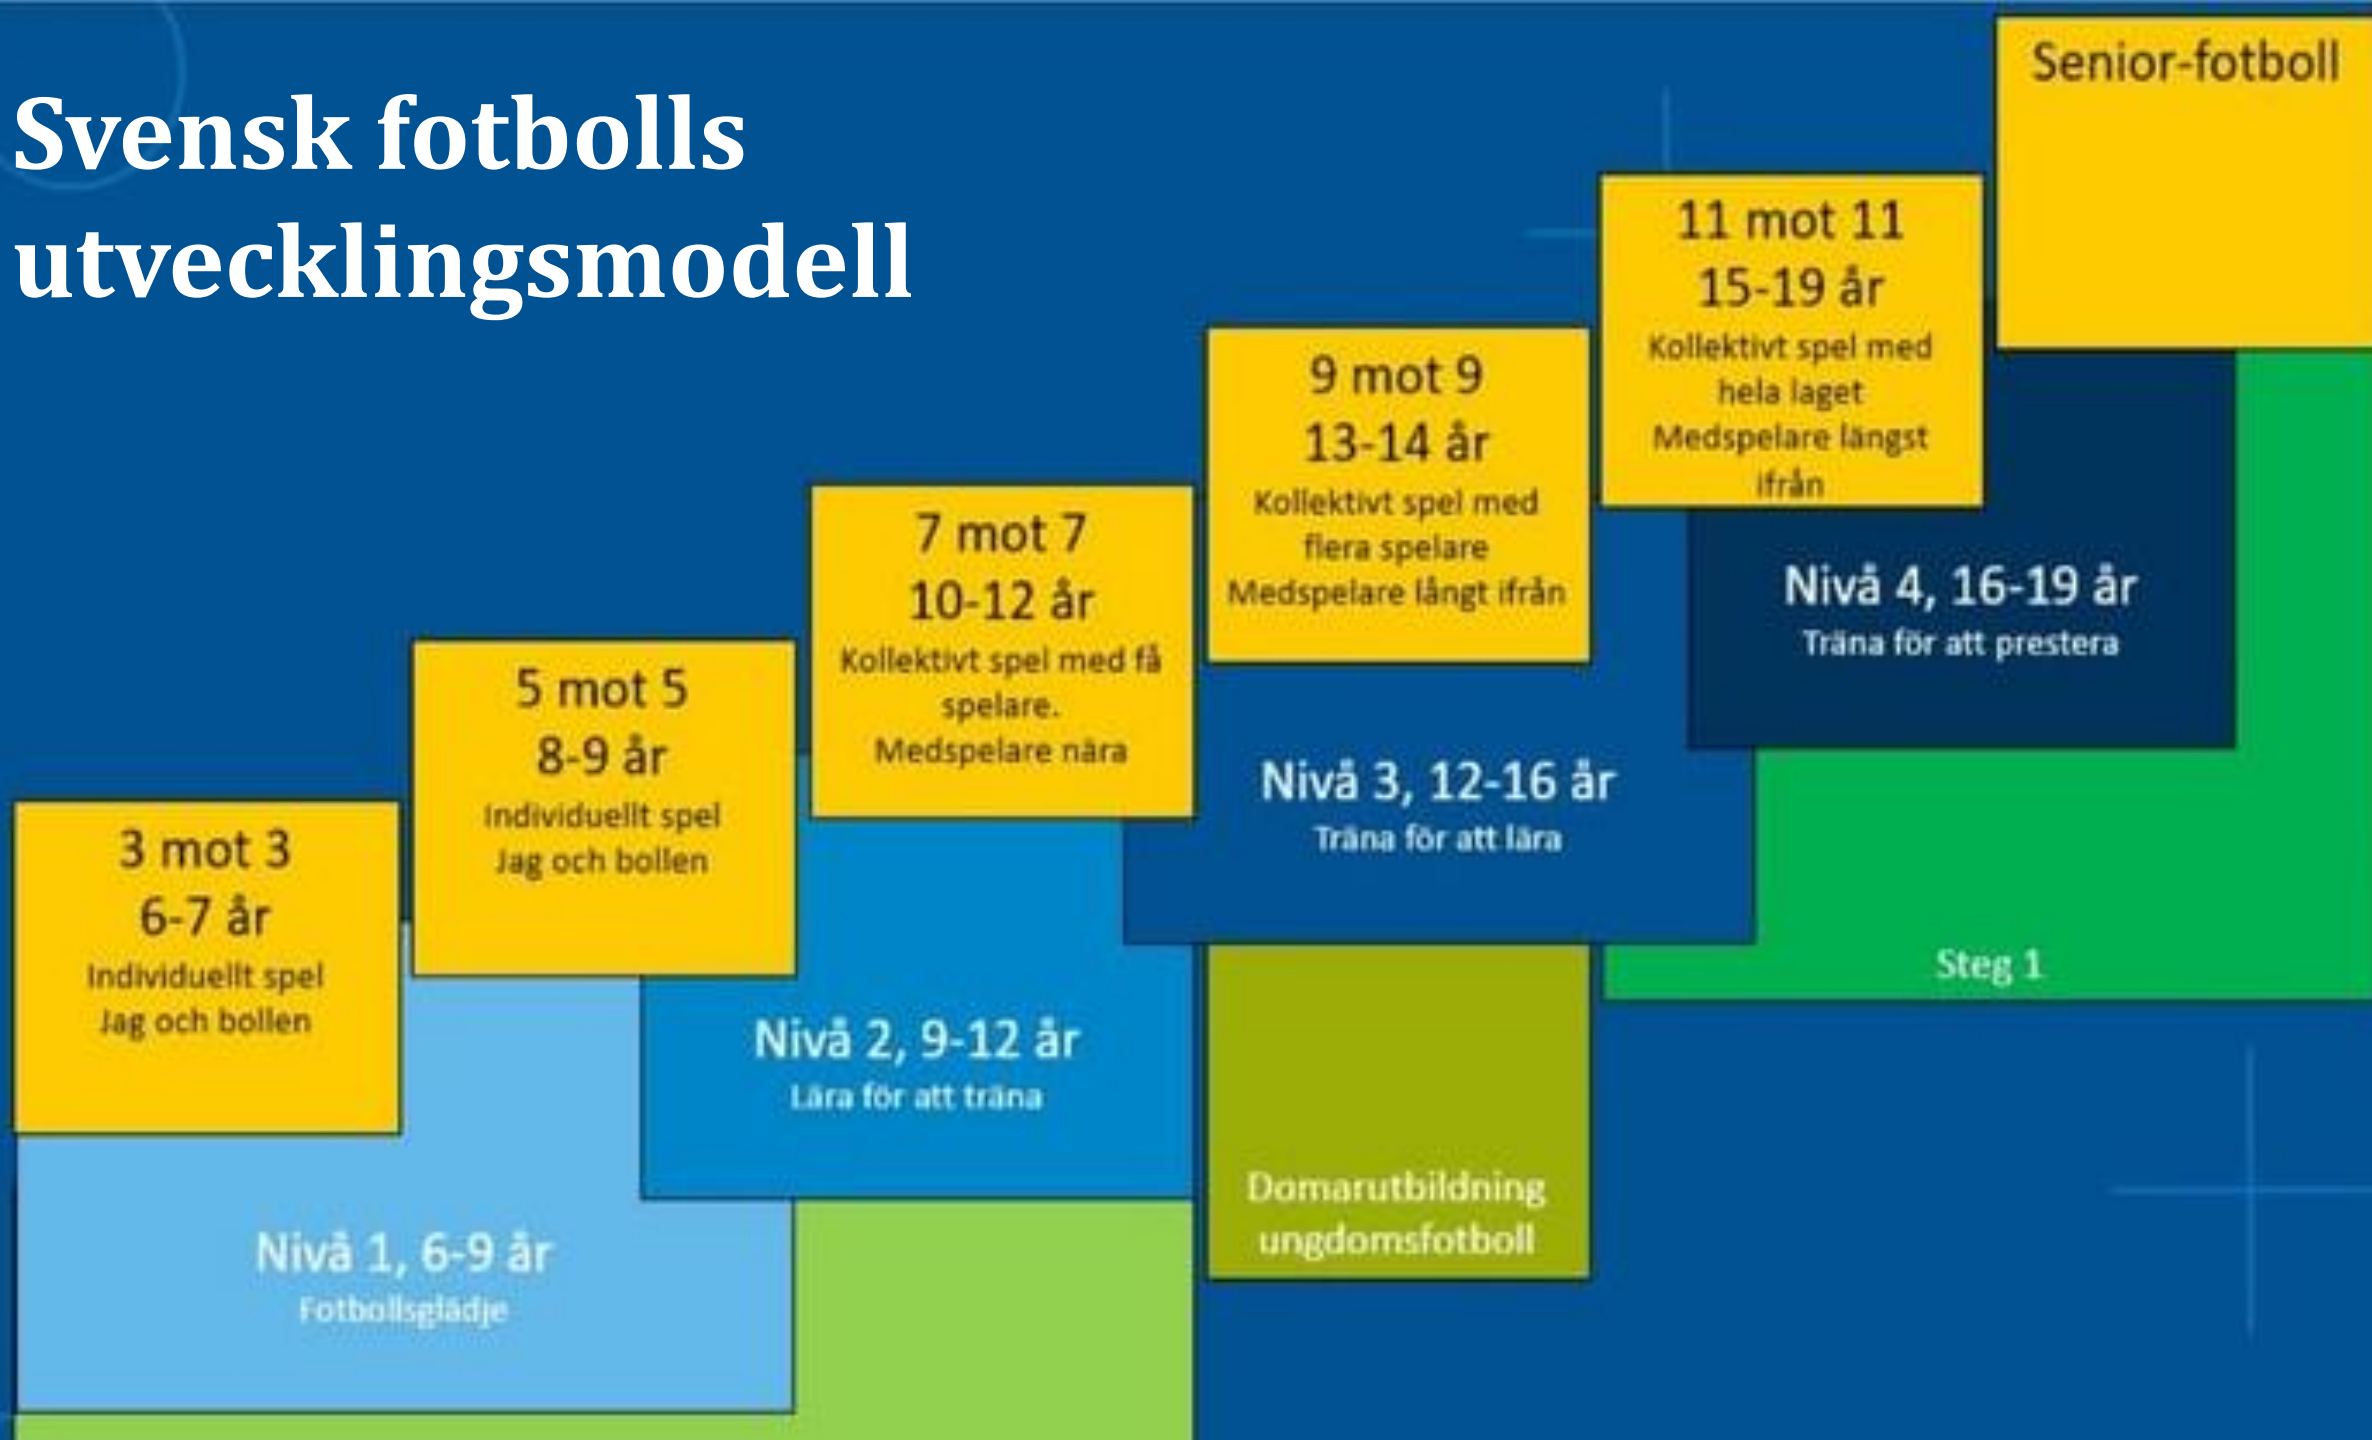 Svensk fotbolls
utvecklingsmodell
3 mot 3
6-7 år
Individuellt spel
Jag och bollen
5 mot 5
8-9 år
Individuellt spel
Jag och bollen
7 mot 7
10-12 år
Kollektivt spel med få
spelare.
Medspelare nära
9 mot 9
13-14 år
Kollektivt spel med
flera spelare
Medspelare långt ifrån
11 mot 11
15-19 år
Kollektivt spel med
hela laget
Medspelare längst
ifrån
Senior-fotboll
Nivå 1, 6-9 år
Fotbollsglädje
Nivå 2, 9-12 år
Lära för att träna
Nivå 3, 12-16 år
Träna för att lära
Nivå 4, 16-19 år
Träna för att prestera
Domarutbildning
ungdomsfotboll
Steg 1